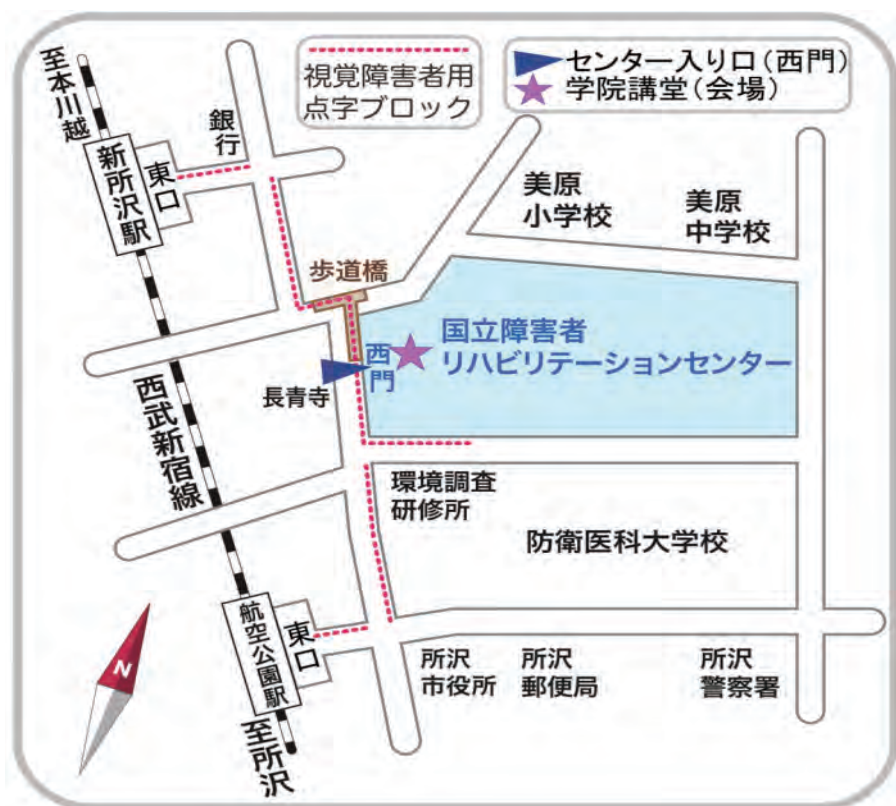 視覚障害者用
点字ブロック
センター入り口（西門）
学院講堂（会場）
至本川越
新所沢駅
東口
銀行
美原
小学校
美原
中学校
歩道橋
国立障害者
リハビリテーションセンター
西門
長青寺
西武新宿線
環境調査
研修所
防衛医科大学校
航空公園駅
東口
所沢
市役所
所沢
郵便局
所沢
警察署
至所沢
N